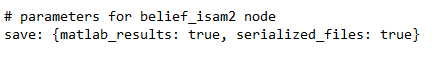 # parameters for belief_isam2 node
save: {matlab_results: true, serialized_files: true}